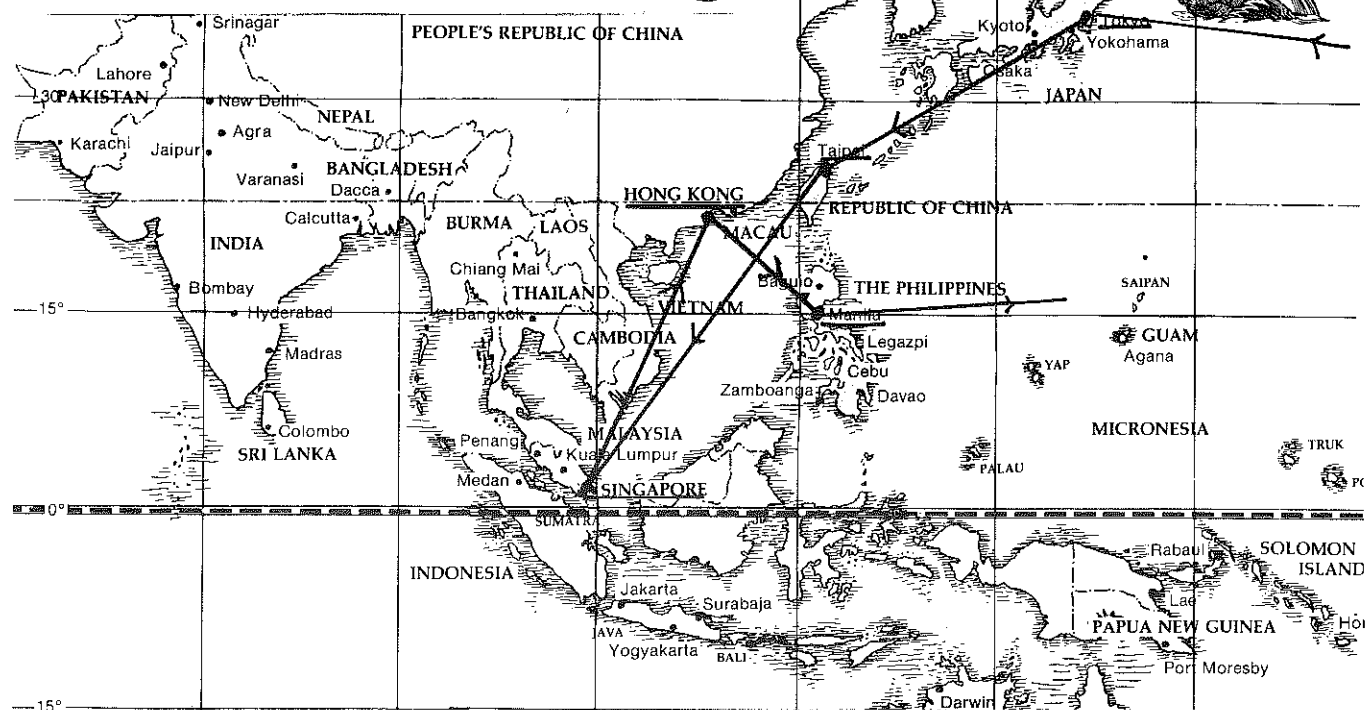 Srinagar
PEOPLE'S REPUBLIC OF CHINA
Kyoto
Tokyo
Yokohama
Lahore
Osaka
30°
PAKISTAN
New Delhi
JAPAN
NEPAL
Agra
Karachi
Jaipur
Taipei
BANGLADESH
Varanasi
Dacca
HONG KONG
Calcutta
BURMA
LAOS
REPUBLIC OF CHINA
MACAU
INDIA
Chiang Mai
Baguio
SAIPAN
Bombay
THAILAND
THE PHILIPPINES
VIETNAM
15°
Hyderabad
Bangkok
Manila
CAMBODIA
GUAM
Legazpi
Madras
Agana
YAP
Cebu
Zamboanga
Davao
Colombo
MALAYSIA
MICRONESIA
Penang
TRUK
SRI LANKA
Kuala Lumpur
PALAU
Medan
SINGAPORE
PO
0°
SUMATRA
Rabaul
SOLOMON
ISLAND
INDONESIA
Jakarta
Surabaja
Lae
JAVA
PAPUA NEW GUINEA
Hon
Yogyakarta
BALI
Port Moresby
15°
Darwin